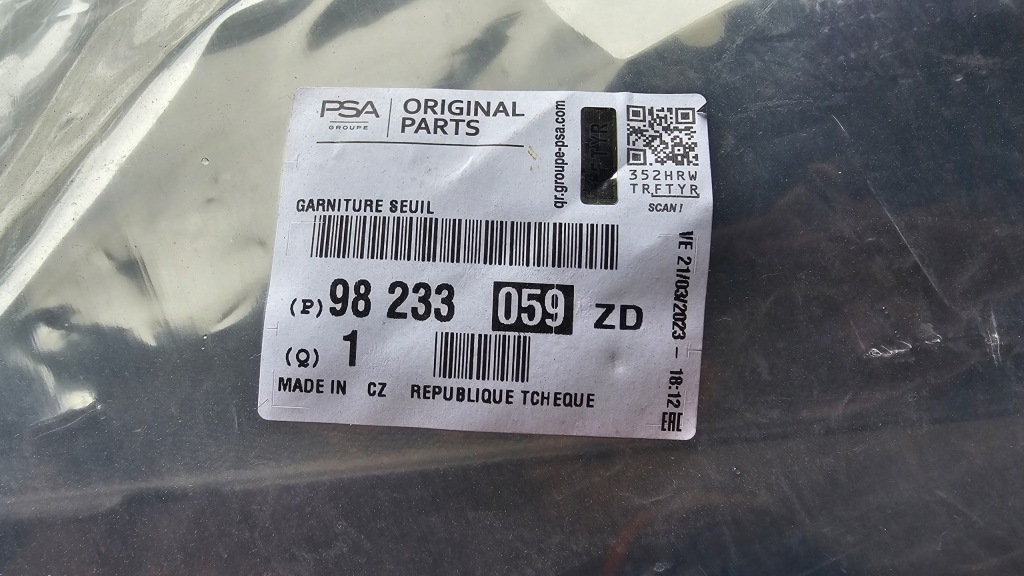 PSA
GROUPE
ORIGINAL
PARTS
qr.groupe-psa.com
352HRW
TRFTYR
SCAN !
GARNITURE SEUIL
(P) 98 233 059 ZD
(Q) 1
MADE IN CZ REPUBLIQUE TCHEQUE
VE 21/03/2023 - 18:12
EAC